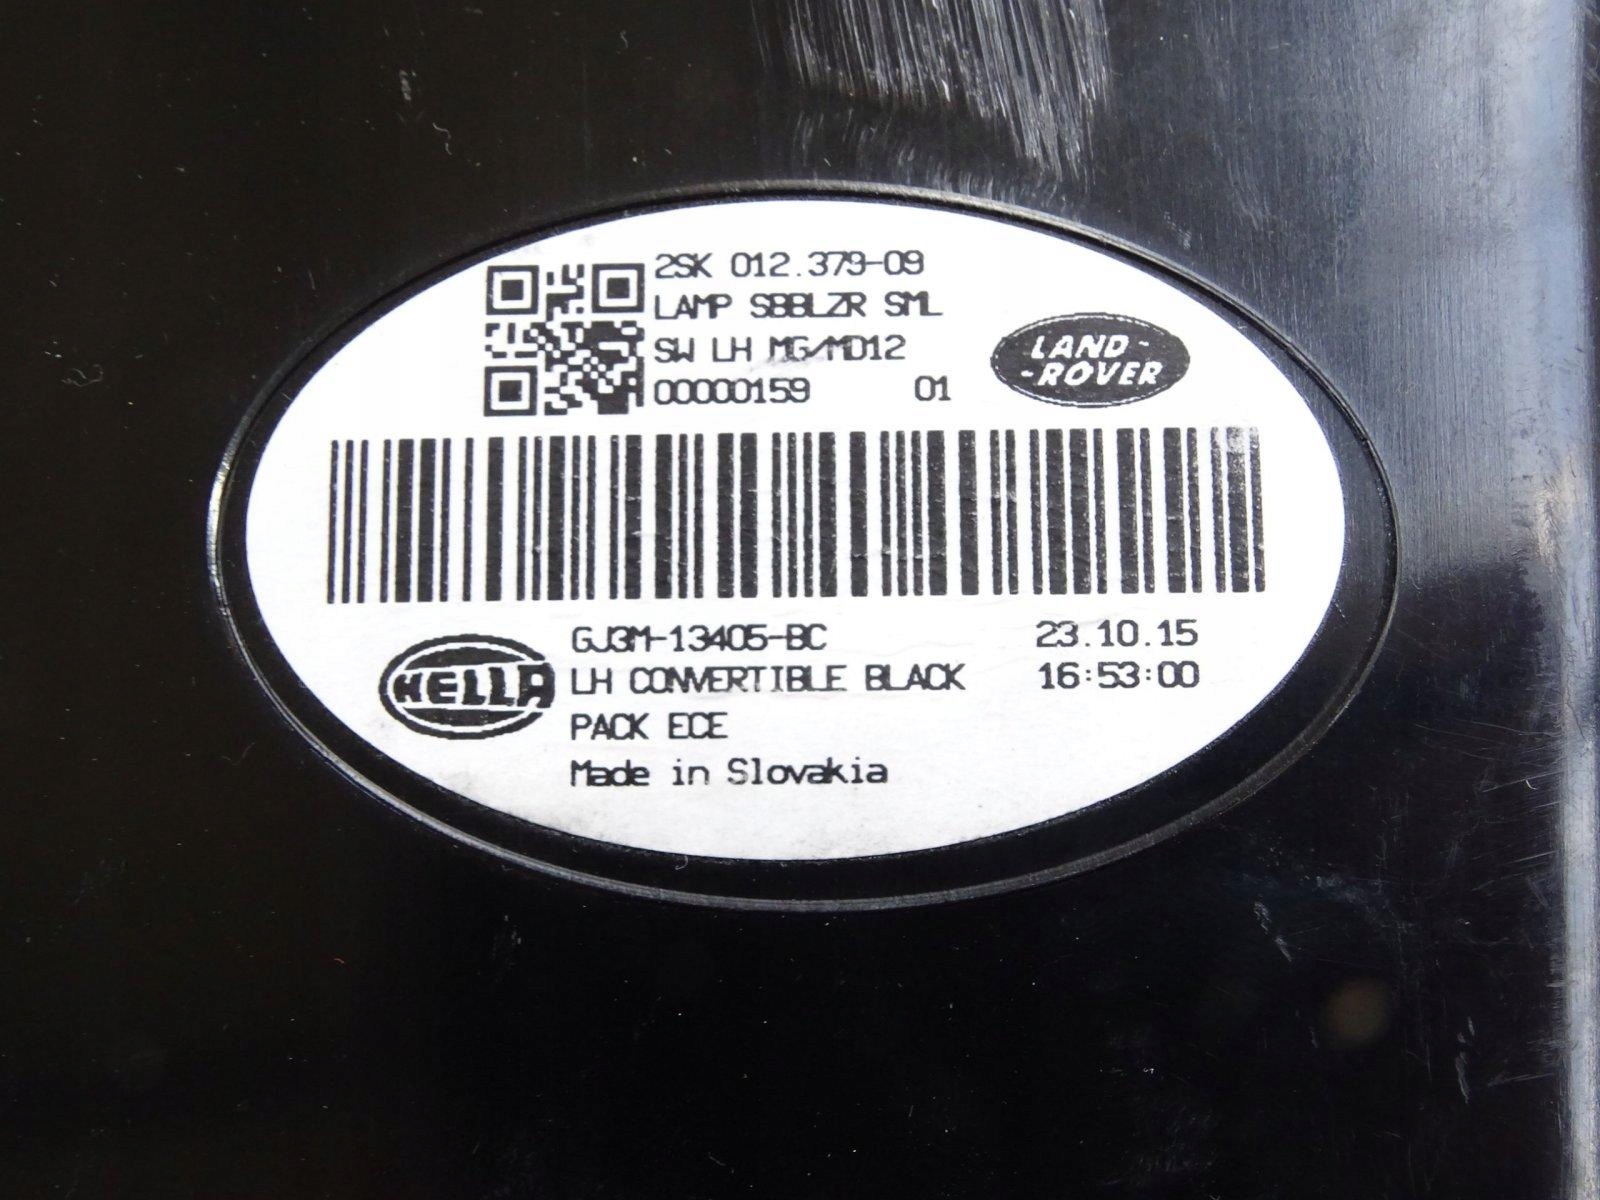 2SK 012.379-09
LAMP SBBLZR SML
SW LH MG/MD12
00000159 01
LAND-
-ROVER
HELLA
GJ3M-13405-BC 23.10.15
LH CONVERTIBLE BLACK 16:53:00
PACK ECE
Made in Slovakia